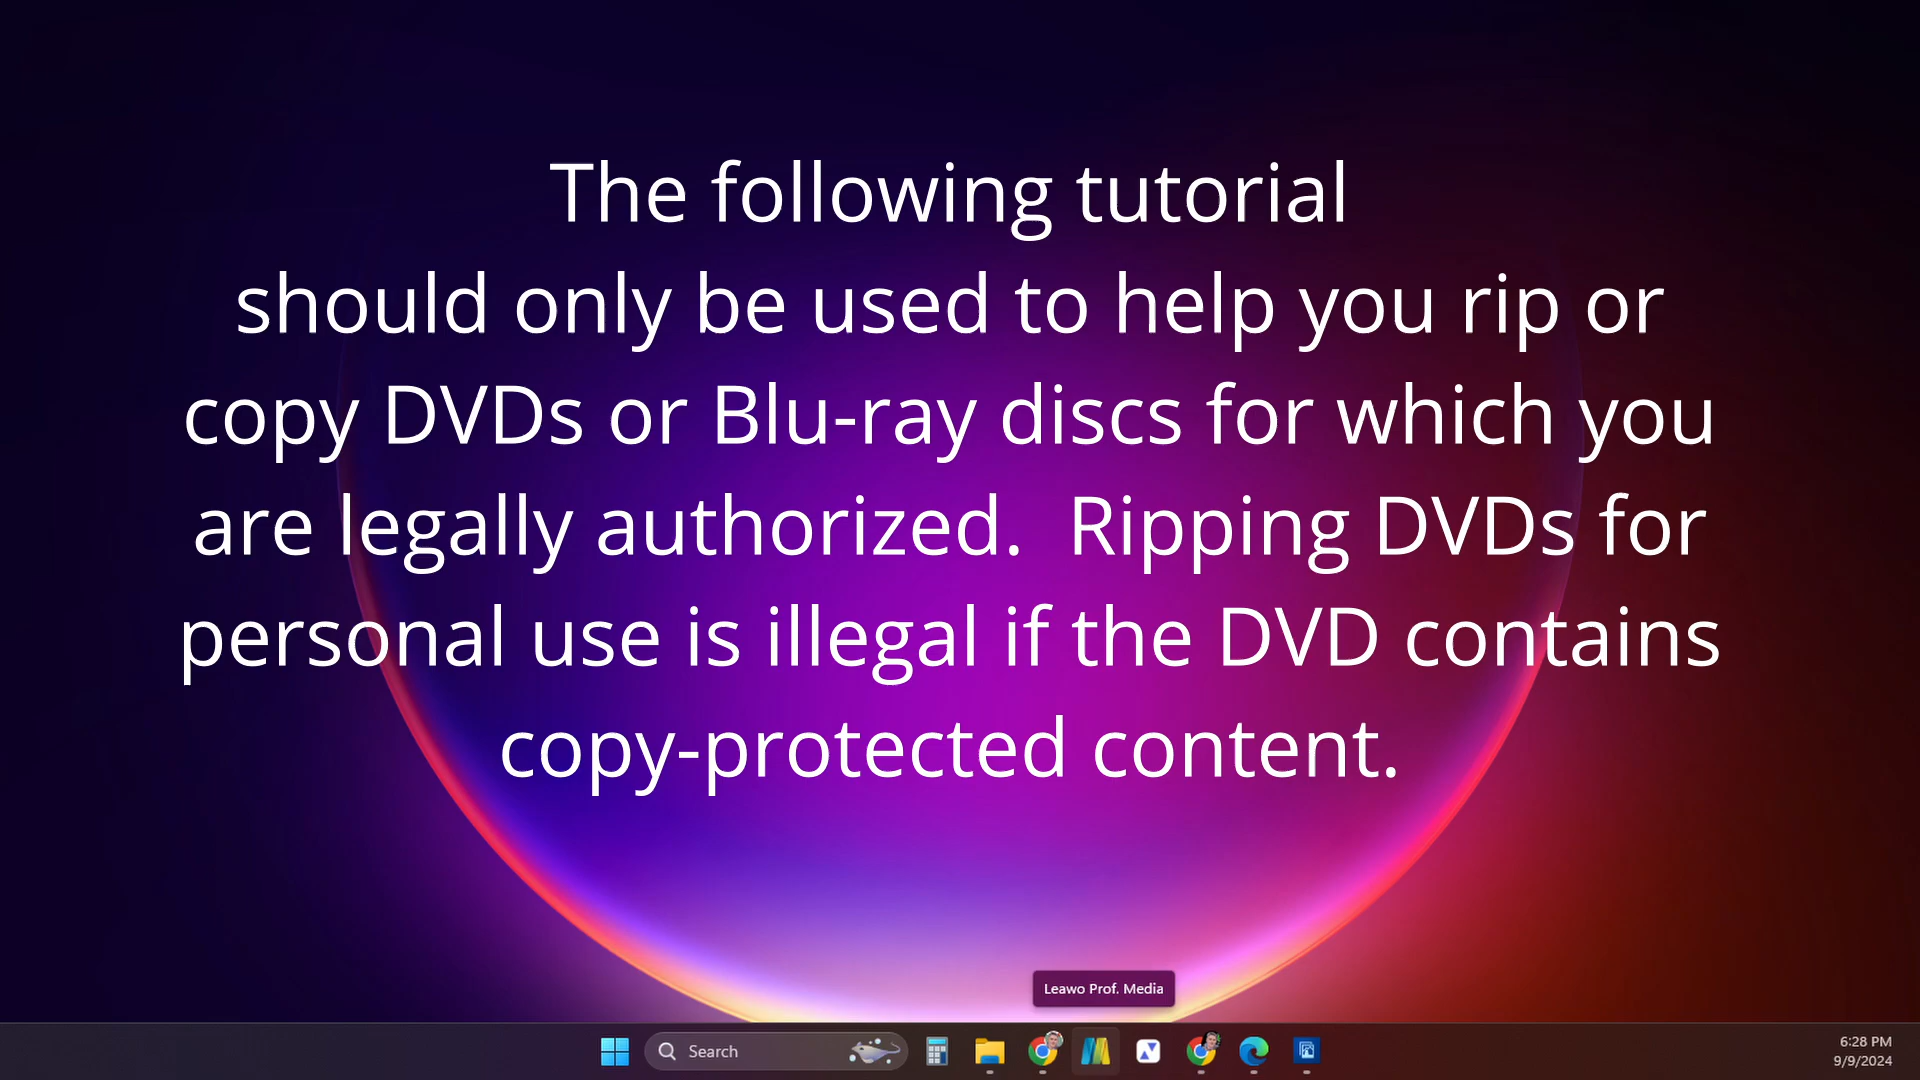 The following tutorial
should only be used to help you rip or
copy DVDs or Blu-ray discs for which you
are legally authorized.  Ripping DVDs for
personal use is illegal if the DVD contains
copy-protected content.
Leawo Prof. Media
Search
6:28 PM
9/9/2024